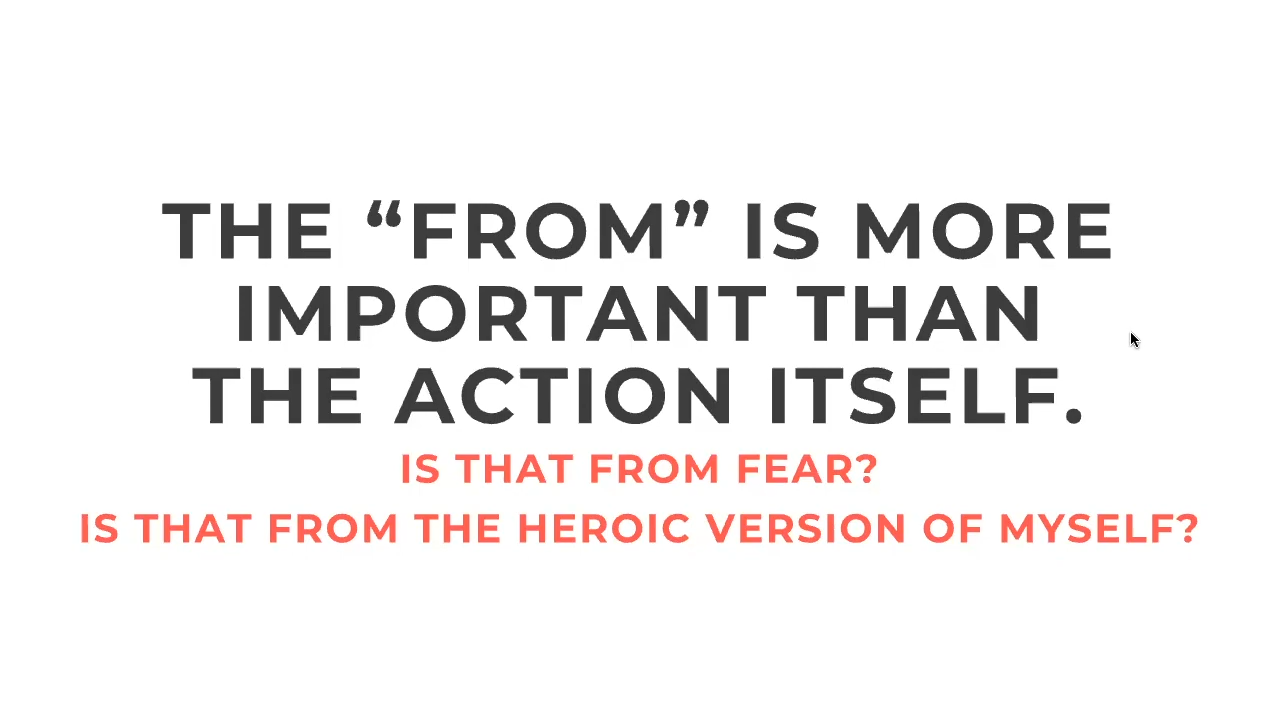 THE “FROM” IS MORE
IMPORTANT THAN
THE ACTION ITSELF.
IS THAT FROM FEAR?
IS THAT FROM THE HEROIC VERSION OF MYSELF?